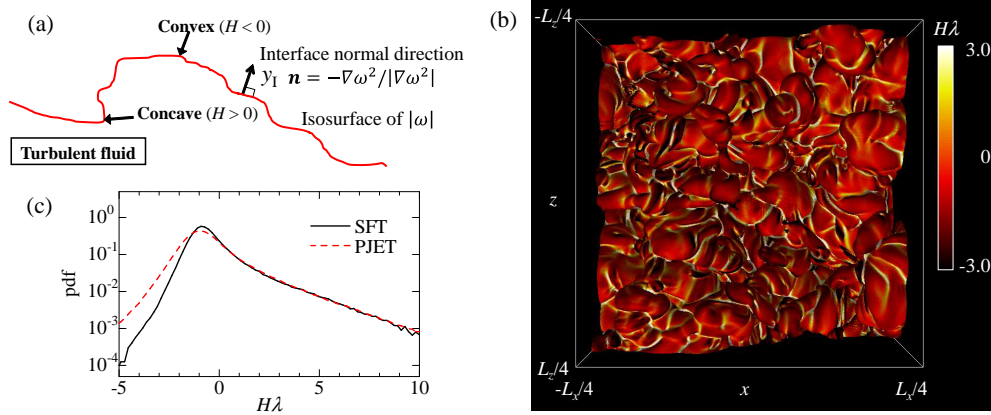 (a)
Convex (H < 0)
Interface normal direction
y_I n = −∇ω²/|∇ω²|
Concave (H > 0)
Isosurface of |ω|
Turbulent fluid
(c)
SFT
PJET
pdf
10⁰
10⁻¹
10⁻²
10⁻³
10⁻⁴
-5 0 5 10
Hλ
(b)
-L_z/4
z
L_z/4
-L_x/4 x L_x/4
Hλ
3.0
0
-3.0